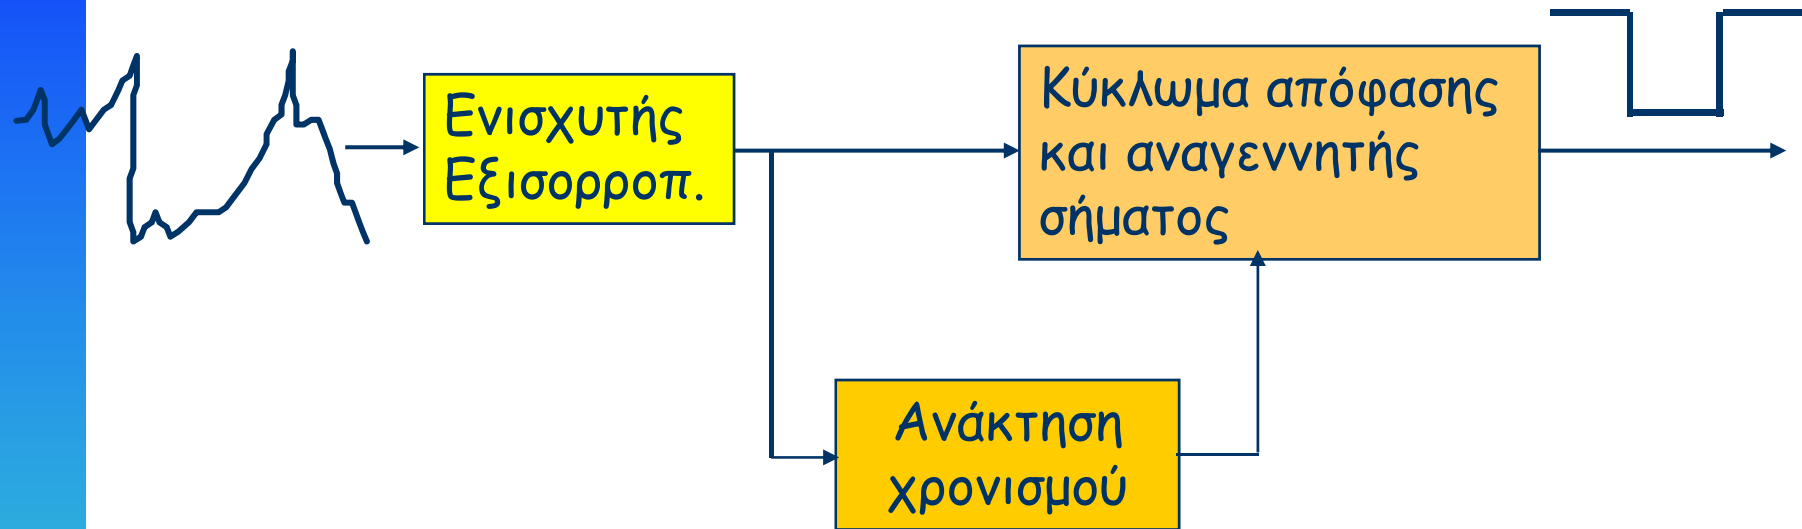 Ενισχυτής
Εξισορροπ.
Κύκλωμα απόφασης
και αναγεννητής
σήματος
Ανάκτηση
χρονισμού